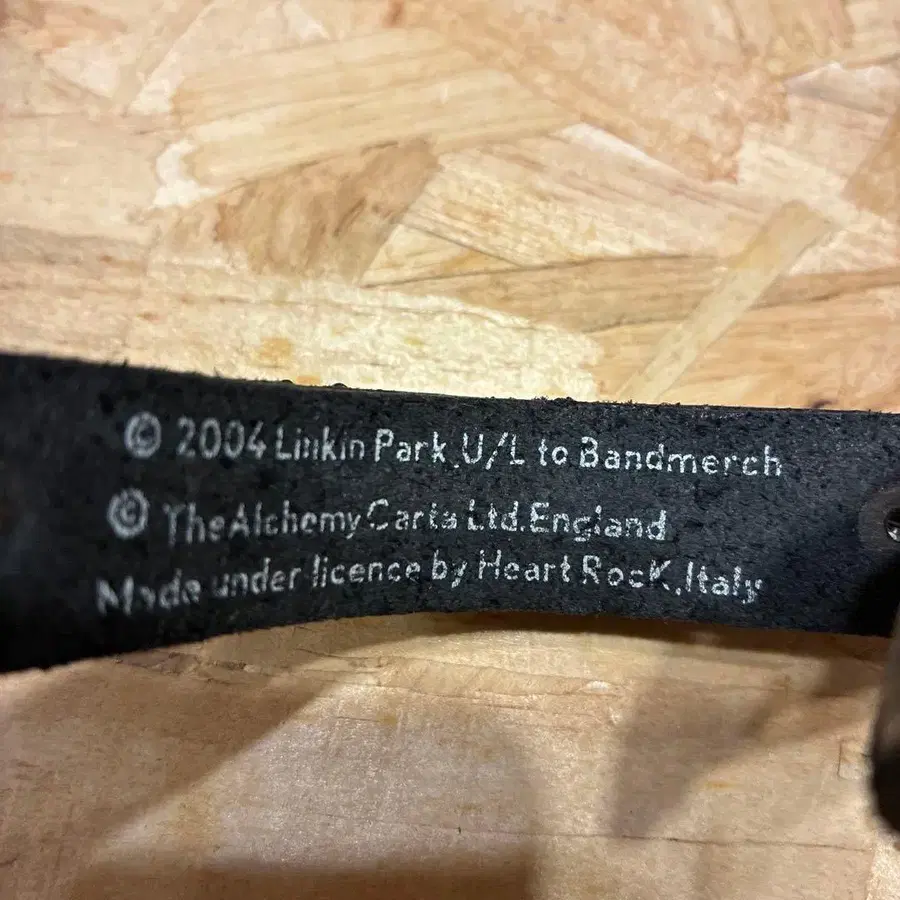 © 2004 Linkin Park,U/L to Bandmerch
© The Alchemy Carta Ltd.England
Made under licence by Heart Rock,Italy